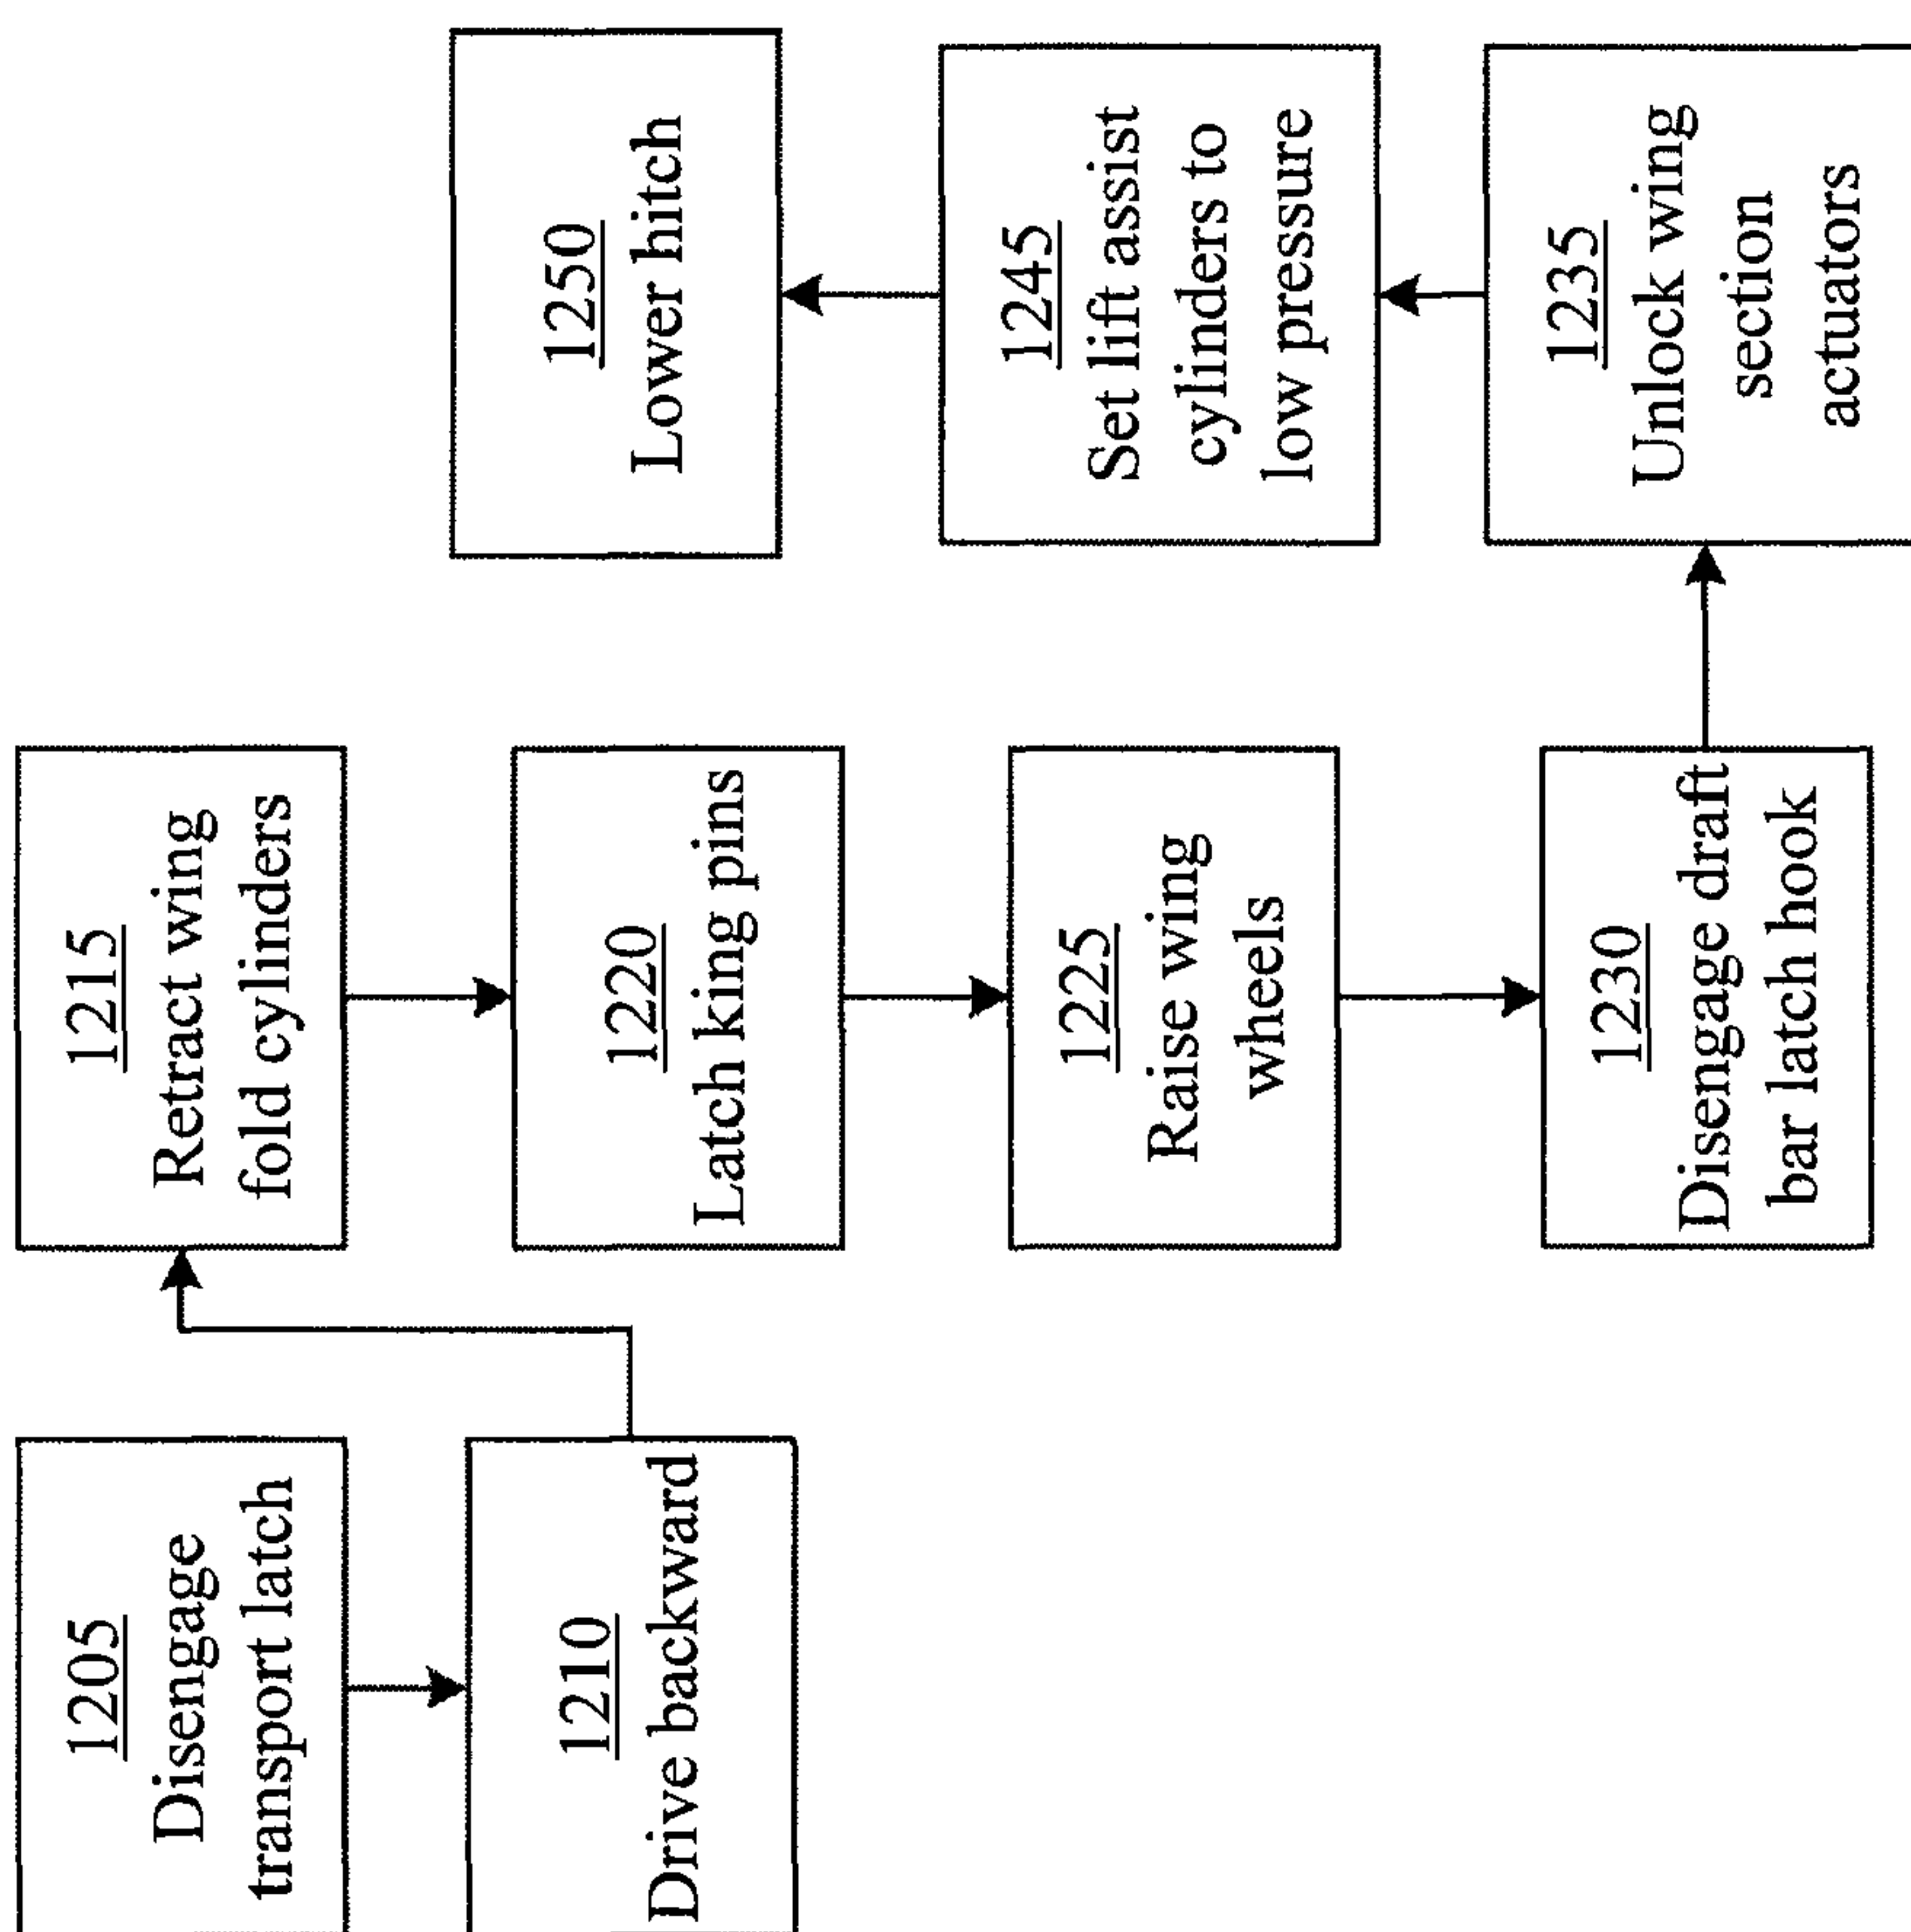 1205
Disengage
transport latch
1210
Drive backward
1215
Retract wing
fold cylinders
1220
Latch king pins
1225
Raise wing
wheels
1230
Disengage draft
bar latch hook
1235
Unlock wing
section
actuators
1245
Set lift assist
cylinders to
low pressure
1250
Lower hitch